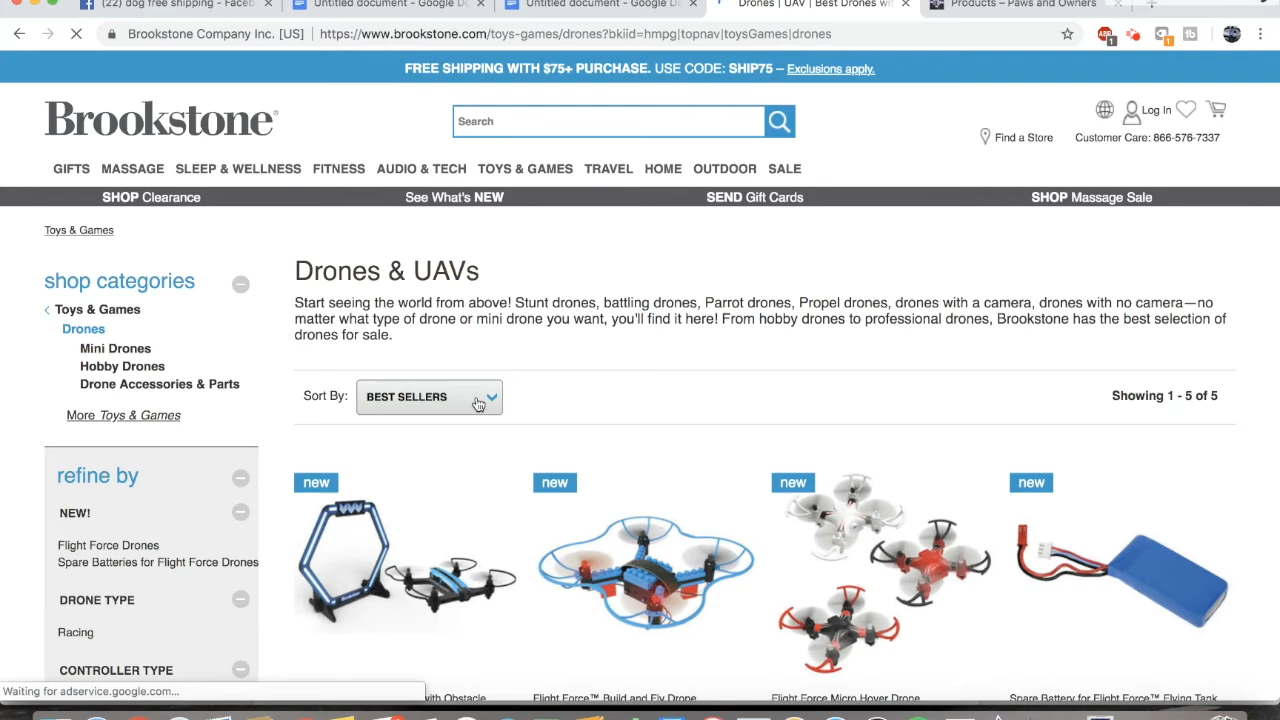 (22) dog free shipping - Faceb
Untitled document - Google Do
Untitled document - Google Do
Drones | UAV | Best Drones wit
Products – Paws and Owners
Brookstone Company Inc. [US] | https://www.brookstone.com/toys-games/drones?bkiid=hmpg|topnav|toysGames|drones
FREE SHIPPING WITH $75+ PURCHASE. USE CODE: SHIP75 – Exclusions apply.
Brookstone®
Search
Log In
Find a Store
Customer Care: 866-576-7337
GIFTS MASSAGE SLEEP & WELLNESS FITNESS AUDIO & TECH TOYS & GAMES TRAVEL HOME OUTDOOR SALE
SHOP Clearance See What's NEW SEND Gift Cards SHOP Massage Sale
Toys & Games
shop categories
Toys & Games
Drones
Mini Drones
Hobby Drones
Drone Accessories & Parts
More Toys & Games
refine by
NEW!
Flight Force Drones
Spare Batteries for Flight Force Drones
DRONE TYPE
Racing
CONTROLLER TYPE
Drones & UAVs
Start seeing the world from above! Stunt drones, battling drones, Parrot drones, Propel drones, drones with a camera, drones with no camera—no
matter what type of drone or mini drone you want, you'll find it here! From hobby drones to professional drones, Brookstone has the best selection of
drones for sale.
Sort By: BEST SELLERS
Showing 1 - 5 of 5
new new new new
Brookstone
with Obstacle
Flight Force™ Build and Fly Drone
Flight Force Micro Hover Drone
Spare Battery for Flight Force™ Flying Tank
Waiting for adservice.google.com...